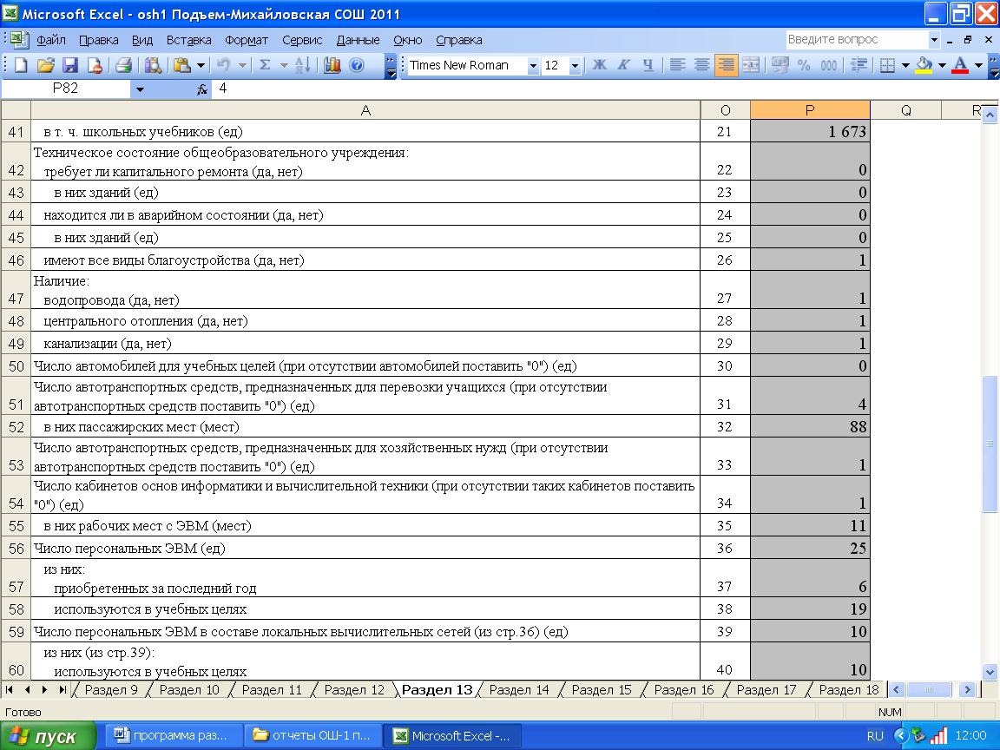 Microsoft Excel - osh1 Подъем-Михайловская СОШ 2011
Файл Правка Вид Вставка Формат Сервис Данные Окно Справка Введите вопрос
Times New Roman 12 Ж К Ч % 000 A
P82 fx 4
A O P Q R
41 в т. ч. школьных учебников (ед) 21 1 673
Техническое состояние общеобразовательного учреждения:
42 требует ли капитального ремонта (да, нет) 22 0
43 в них зданий (ед) 23 0
44 находится ли в аварийном состоянии (да, нет) 24 0
45 в них зданий (ед) 25 0
46 имеют все виды благоустройства (да, нет) 26 1
Наличие:
47 водопровода (да, нет) 27 1
48 центрального отопления (да, нет) 28 1
49 канализации (да, нет) 29 1
50 Число автомобилей для учебных целей (при отсутствии автомобилей поставить "0") (ед) 30 0
Число автотранспортных средств, предназначенных для перевозки учащихся (при отсутствии
51 автотранспортных средств поставить "0") (ед) 31 4
52 в них пассажирских мест (мест) 32 88
Число автотранспортных средств, предназначенных для хозяйственных нужд (при отсутствии
53 автотранспортных средств поставить "0") (ед) 33 1
Число кабинетов основ информатики и вычислительной техники (при отсутствии таких кабинетов поставить
54 "0") (ед) 34 1
55 в них рабочих мест с ЭВМ (мест) 35 11
56 Число персональных ЭВМ (ед) 36 25
из них:
57 приобретенных за последний год 37 6
58 используются в учебных целях 38 19
59 Число персональных ЭВМ в составе локальных вычислительных сетей (из стр.36) (ед) 39 10
из них (из стр.39):
60 используются в учебных целях 40 10
Раздел 9 Раздел 10 Раздел 11 Раздел 12 Раздел 13 Раздел 14 Раздел 15 Раздел 16 Раздел 17 Раздел 18
Готово NUM
пуск программа раз... отчеты ОШ-1 п... Microsoft Excel -... RU 12:00